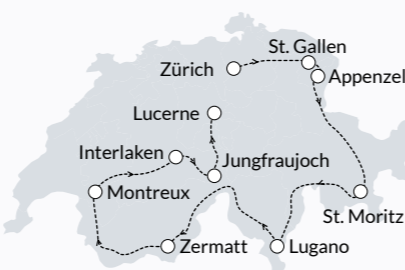 St. Gallen
Zürich
Appenzel
Lucerne
Interlaken
Jungfraujoch
Montreux
St. Moritz
Zermatt
Lugano